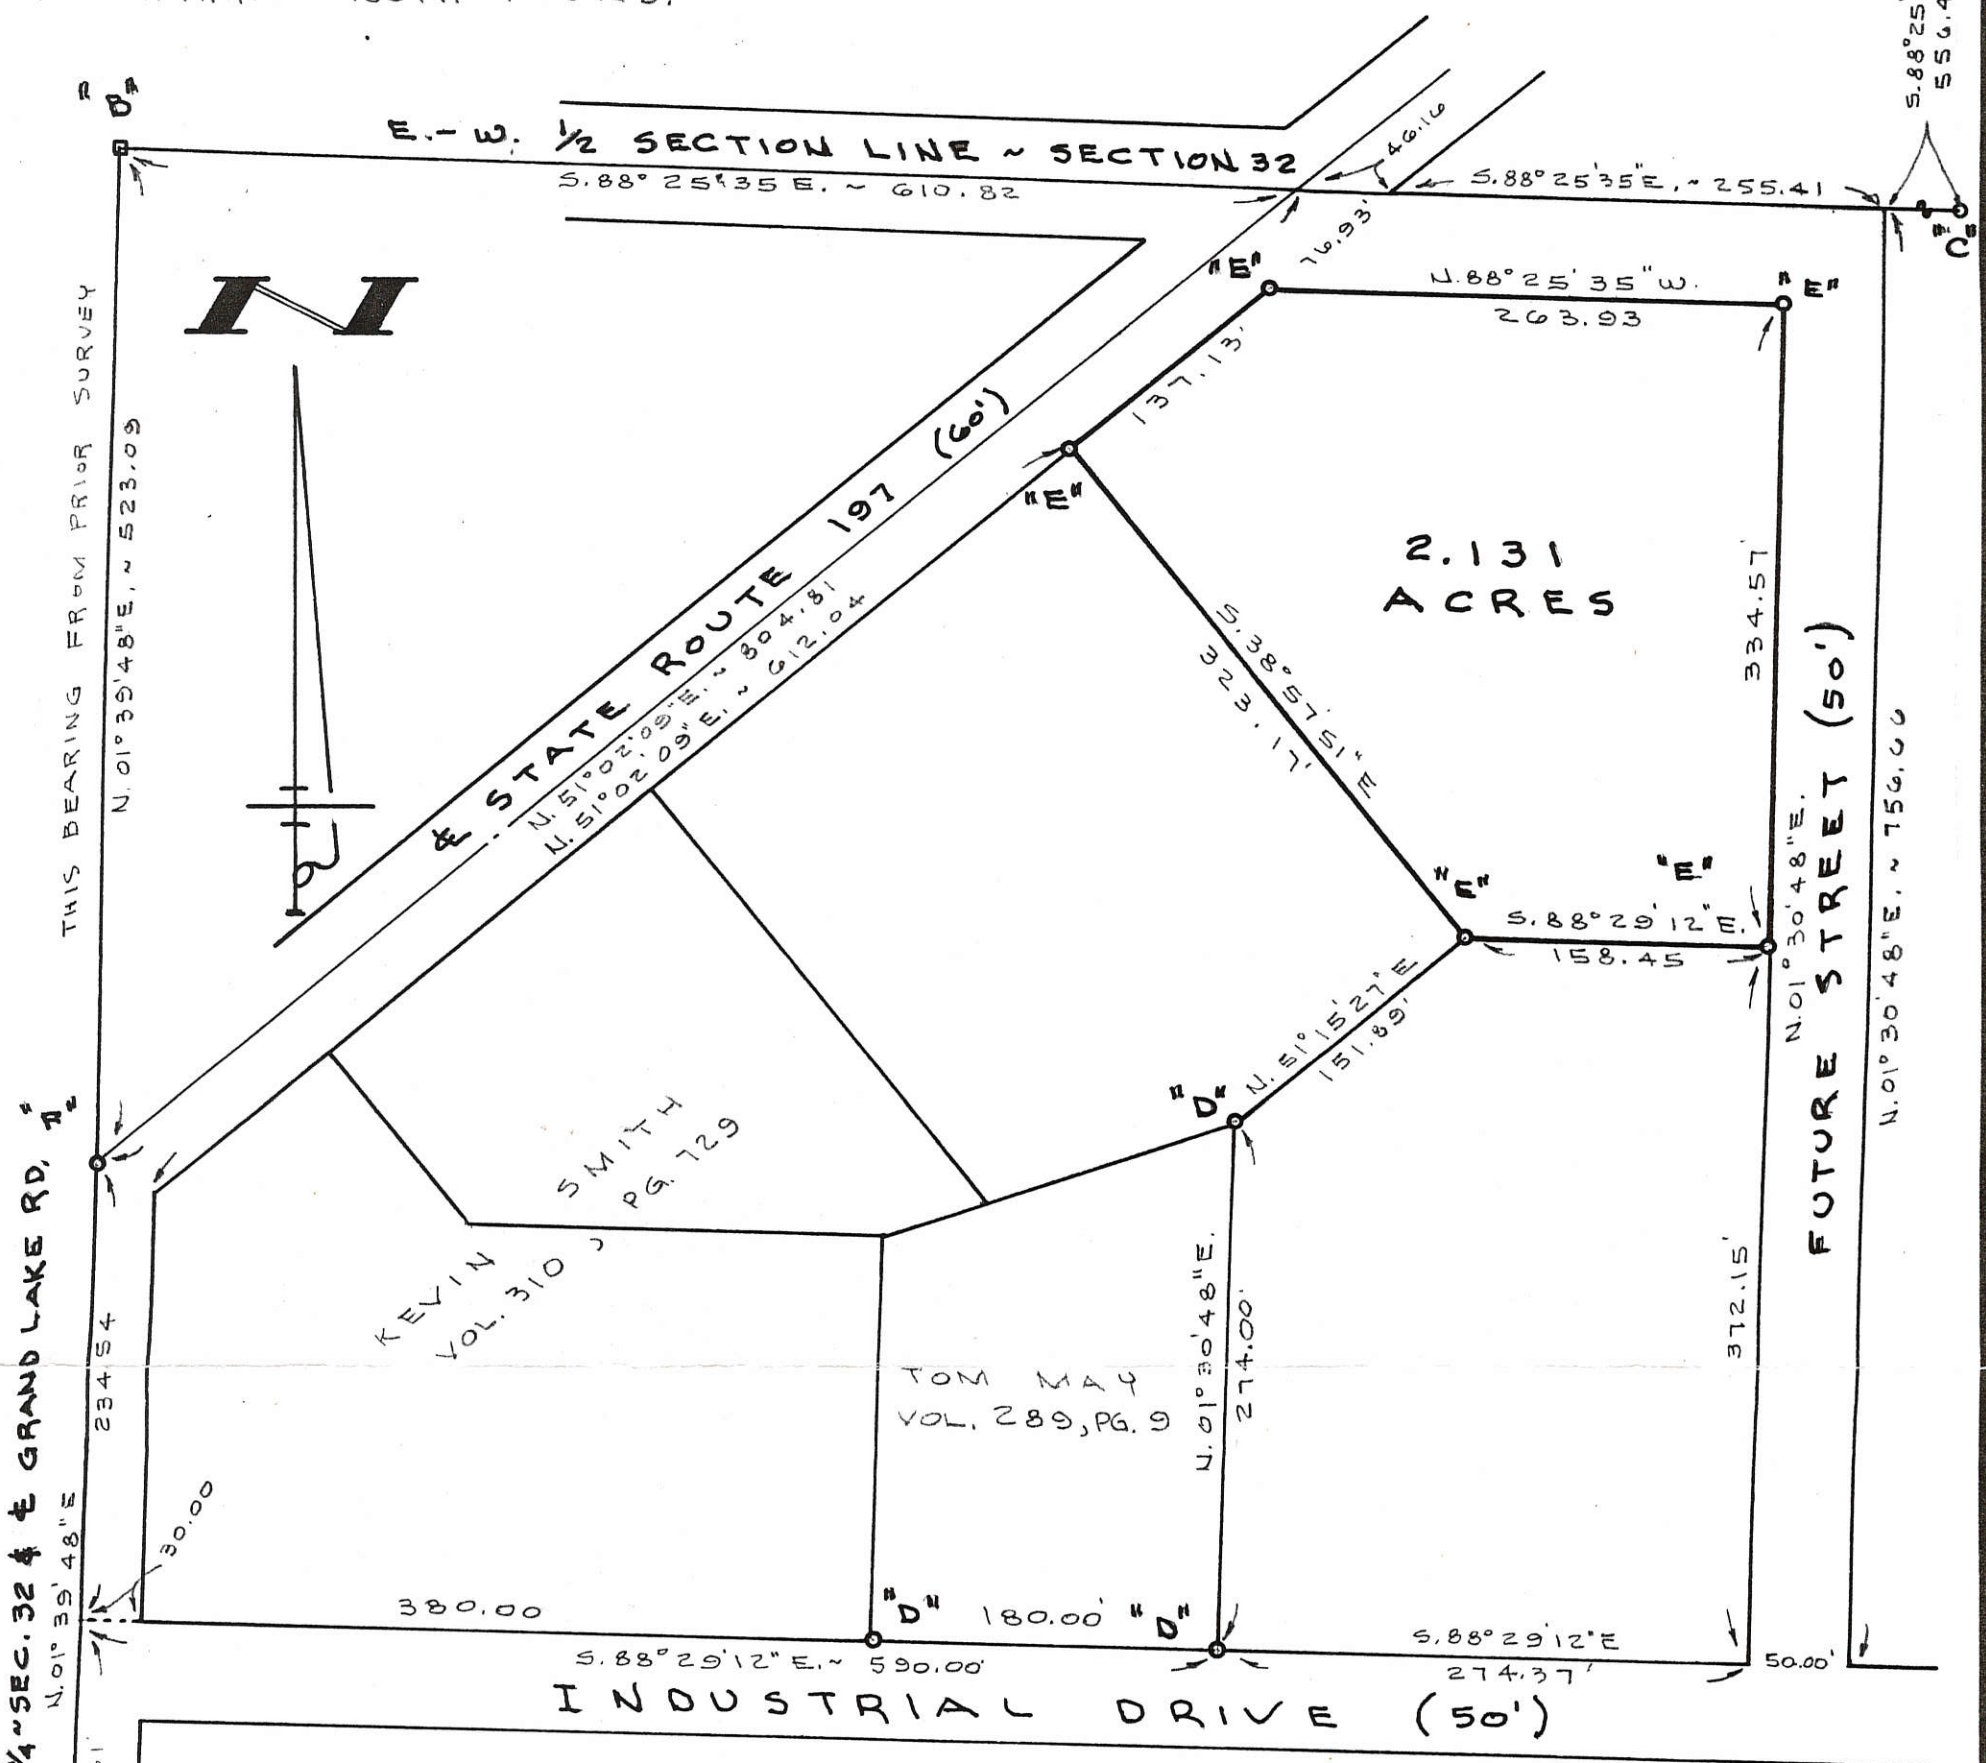 "B"
E.-W. 1/2 SECTION LINE ~ SECTION 32
S.88° 25'35 E. ~ 610.82
46.16
S.88°25'35"E. ~ 255.41
S.88°25'
"C"
76.93'
"E"
N.88°25'35"W.
263.93
"E"
N
THIS BEARING FROM PRIOR SURVEY
N.01°39'48"E. ~ 523.09
137.13'
"E"
℄ STATE ROUTE 197 (60')
N.51°02'09"E. ~ 804.81
N.51°02'09"E. ~ 612.04
2.131
ACRES
334.57'
S.38°57'51"E
323.17'
"E"
"E"
S.88°29'12"E.
158.45
N.01°30'48"E.
FUTURE STREET (50')
N.01°30'48"E. ~ 756.66
N.51°15'27"E
151.89'
"D"
1/4 ~ SEC. 32 & ℄ GRAND LAKE RD.
N.01°39'48"E
234.54
30.00
KEVIN SMITH
VOL. 310, PG. 729
TOM MAY
VOL. 289, PG. 9
N.01°30'48"E.
274.00'
372.15'
380.00
"D"
180.00'
"D"
S.88°29'12"E
274.37'
50.00'
S.88°29'12"E. ~ 590.00'
INDUSTRIAL DRIVE (50')